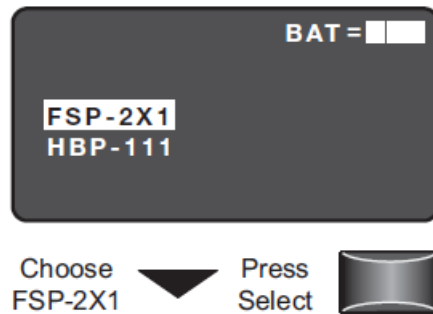 BAT=
FSP-2X1
HBP-111
Choose
FSP-2X1
Press
Select